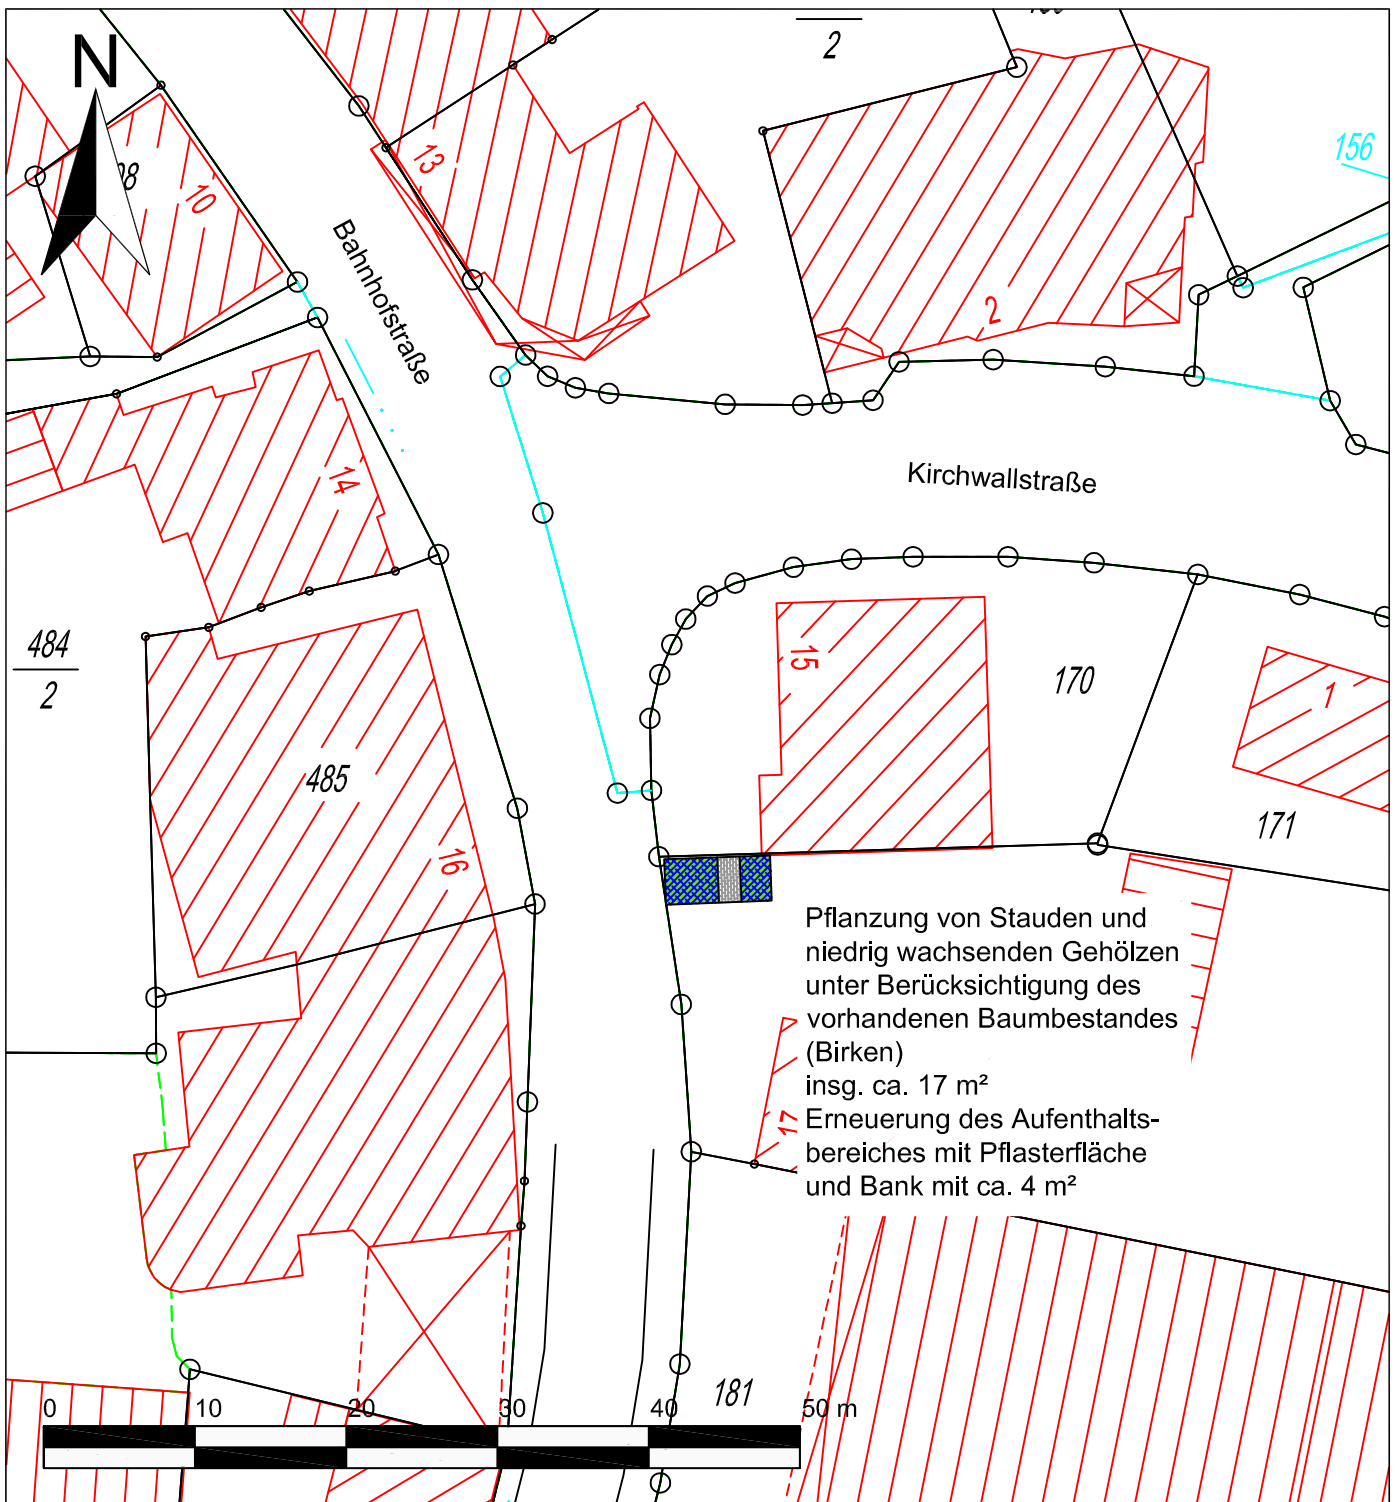 2
N
156
13
10
Bahnhofstraße
2
14
Kirchwallstraße
484
2
15
170
1
485
171
16
Pflanzung von Stauden und
niedrig wachsenden Gehölzen
unter Berücksichtigung des
vorhandenen Baumbestandes
(Birken)
insg. ca. 17 m²
17
Erneuerung des Aufenthalts-
bereiches mit Pflasterfläche
und Bank mit ca. 4 m²
181
0 10 20 30 40 50 m